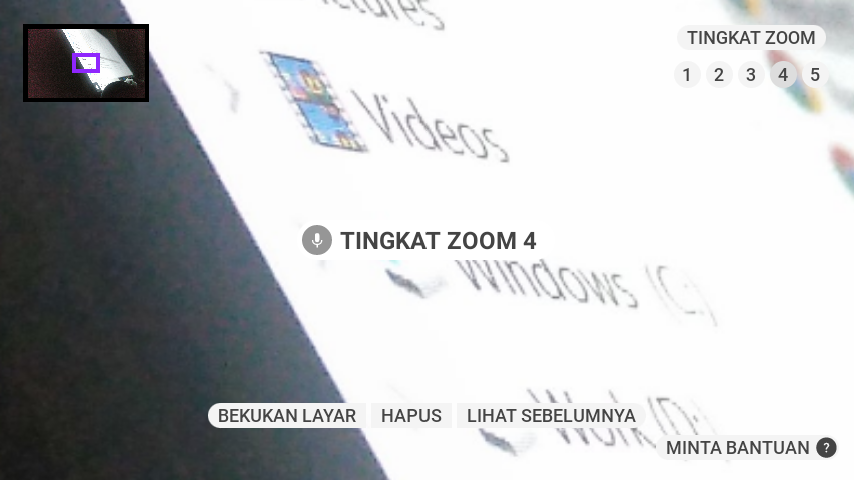 TINGKAT ZOOM
1 2 3 4 5
Videos
TINGKAT ZOOM 4
Windows (C:)
Work (D:)
BEKUKAN LAYAR HAPUS LIHAT SEBELUMNYA
MINTA BANTUAN ?